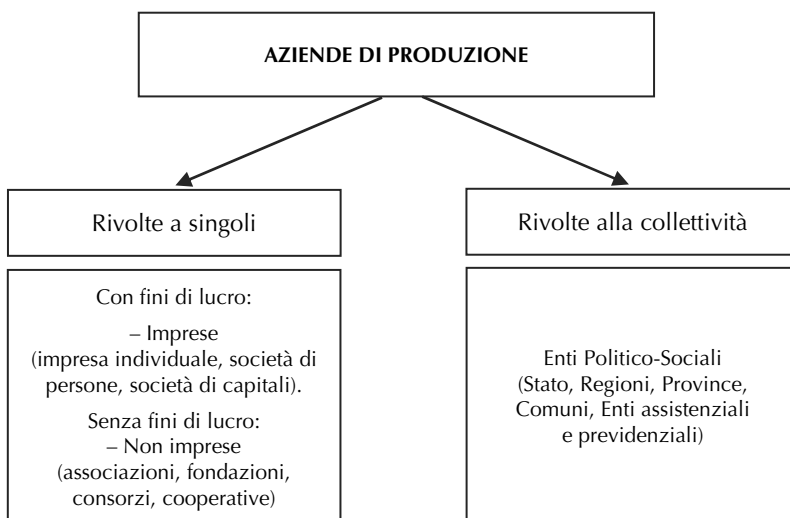 AZIENDE DI PRODUZIONE
Rivolte a singoli
Con fini di lucro:
– Imprese
(impresa individuale, società di
persone, società di capitali).
Senza fini di lucro:
– Non imprese
(associazioni, fondazioni,
consorzi, cooperative)
Rivolte alla collettività
Enti Politico-Sociali
(Stato, Regioni, Province,
Comuni, Enti assistenziali
e previdenziali)